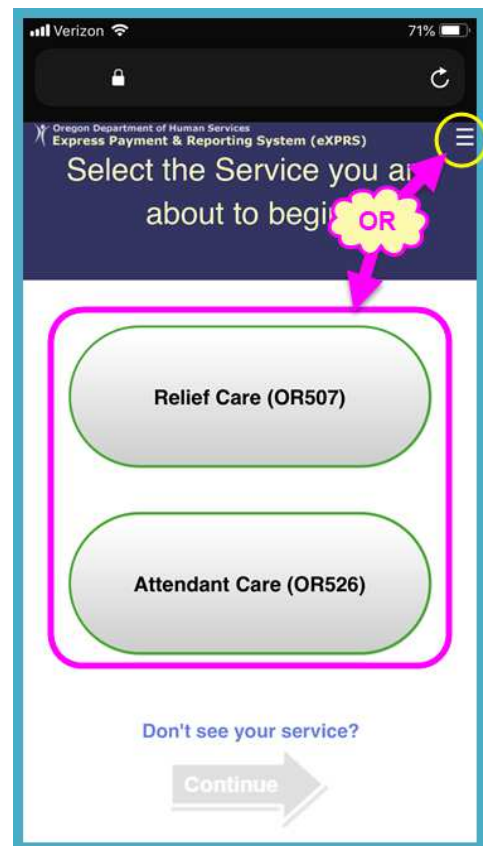 Verizon 71%
Oregon Department of Human Services
Express Payment & Reporting System (eXPRS)
Select the Service you
about to
OR
Relief Care (OR507)
Attendant Care (OR526)
Don't see your service?
Continue